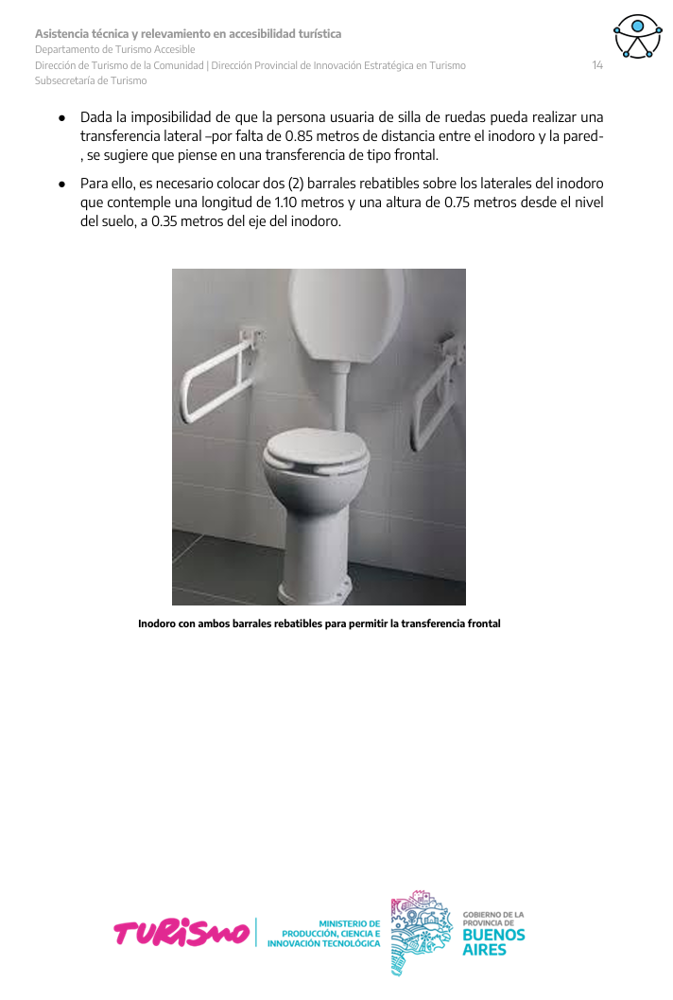 Asistencia técnica y relevamiento en accesibilidad turística
Departamento de Turismo Accesible
Dirección de Turismo de la Comunidad | Dirección Provincial de Innovación Estratégica en Turismo 14
Subsecretaría de Turismo
● Dada la imposibilidad de que la persona usuaria de silla de ruedas pueda realizar una
transferencia lateral –por falta de 0.85 metros de distancia entre el inodoro y la pared-
, se sugiere que piense en una transferencia de tipo frontal.
● Para ello, es necesario colocar dos (2) barrales rebatibles sobre los laterales del inodoro
que contemple una longitud de 1.10 metros y una altura de 0.75 metros desde el nivel
del suelo, a 0.35 metros del eje del inodoro.
Inodoro con ambos barrales rebatibles para permitir la transferencia frontal
TURISMO
MINISTERIO DE
PRODUCCIÓN, CIENCIA E
INNOVACIÓN TECNOLÓGICA
GOBIERNO DE LA
PROVINCIA DE
BUENOS
AIRES